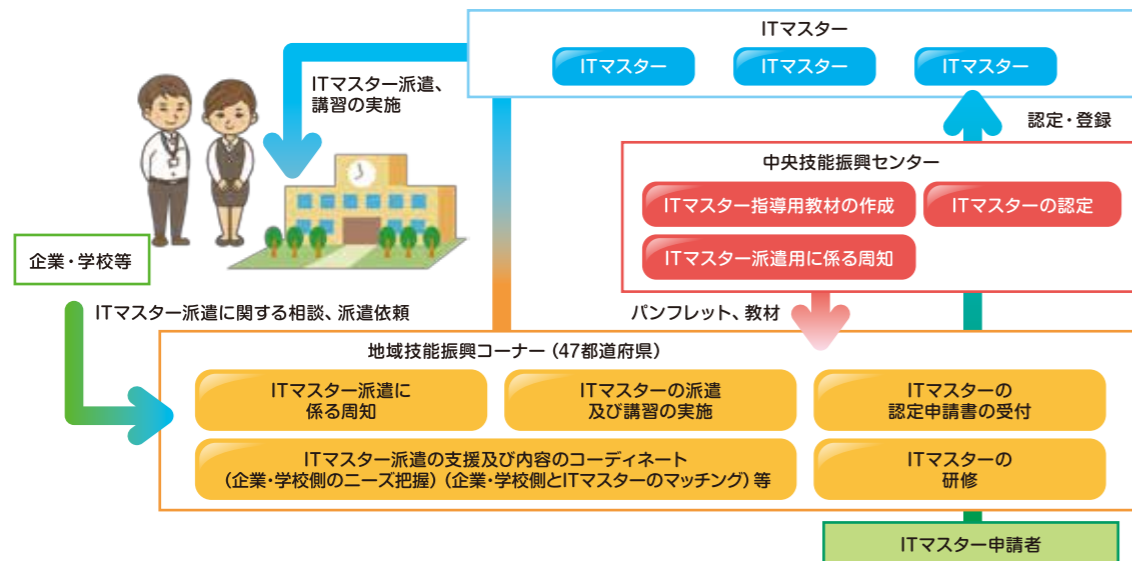 ITマスター
ITマスター
ITマスター
ITマスター
ITマスター派遣、
講習の実施
認定・登録
中央技能振興センター
ITマスター指導用教材の作成
ITマスターの認定
ITマスター派遣用に係る周知
企業・学校等
ITマスター派遣に関する相談、派遣依頼
パンフレット、教材
地域技能振興コーナー（47都道府県）
ITマスター派遣に
係る周知
ITマスターの派遣
及び講習の実施
ITマスターの
認定申請書の受付
ITマスター派遣の支援及び内容のコーディネート
（企業・学校側のニーズ把握）（企業・学校側とITマスターのマッチング）等
ITマスターの
研修
ITマスター申請者